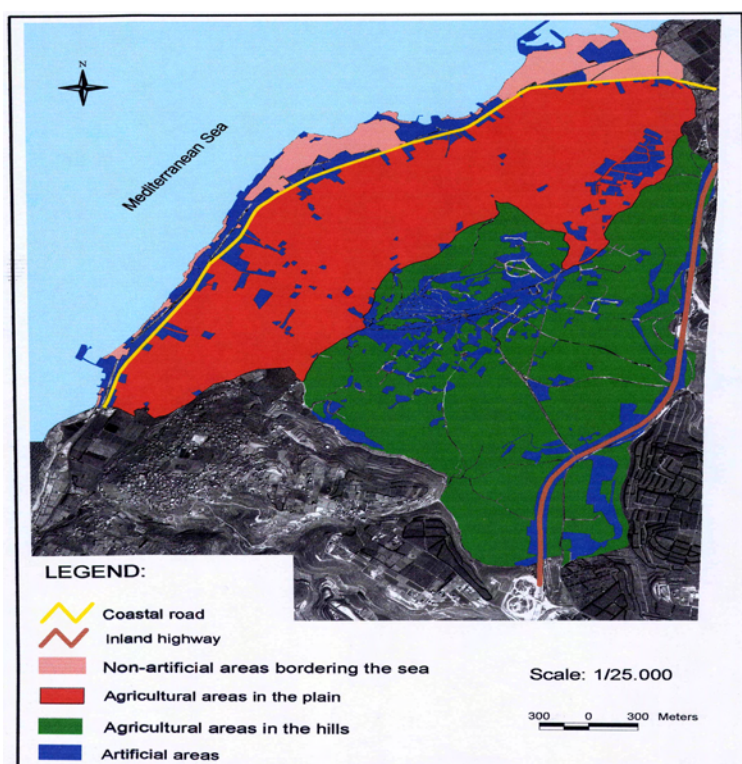 N
Mediterranean Sea
LEGEND:
Coastal road
Inland highway
Non-artificial areas bordering the sea
Agricultural areas in the plain
Agricultural areas in the hills
Artificial areas
Scale: 1/25.000
300 0 300 Meters